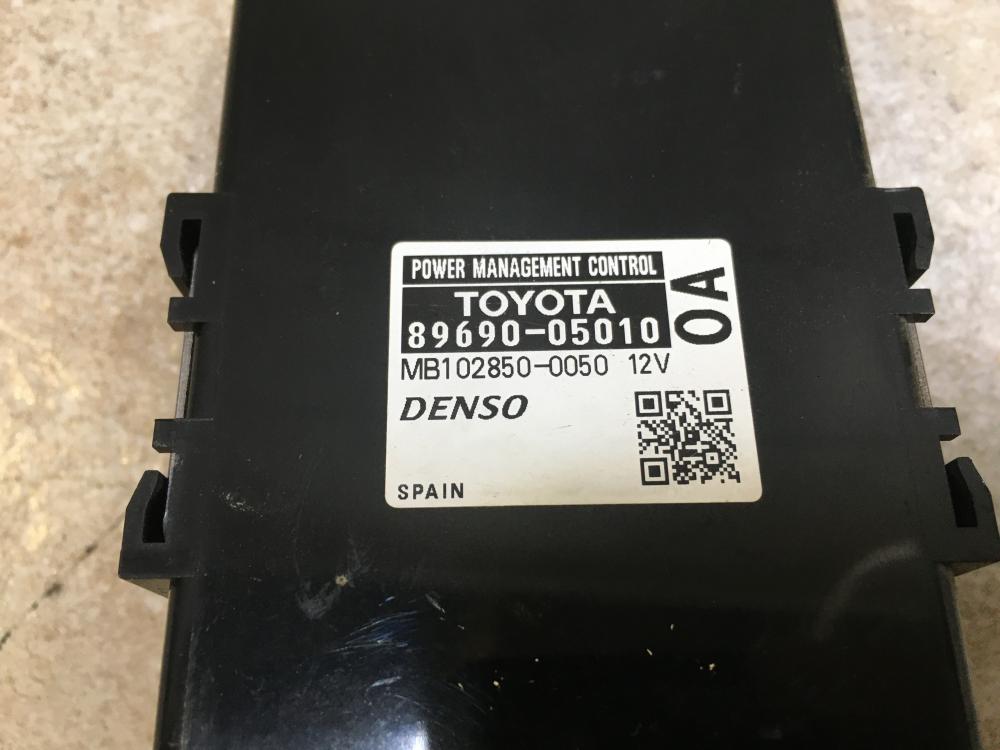 POWER MANAGEMENT CONTROL
TOYOTA
89690-05010
0A
MB102850-0050 12V
DENSO
SPAIN